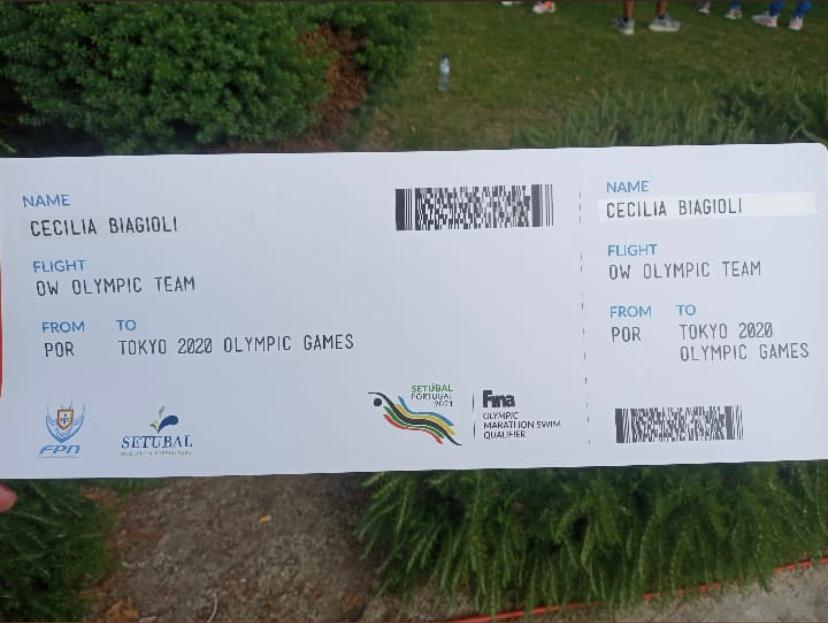 NAME
CECILIA BIAGIOLI
FLIGHT
OW OLYMPIC TEAM
FROM TO
POR TOKYO 2020 OLYMPIC GAMES
FPN
SETÚBAL
SETÚBAL
PORTUGAL
2021
Fina
OLYMPIC
MARATHON SWIM
QUALIFIER
NAME
CECILIA BIAGIOLI
FLIGHT
OW OLYMPIC TEAM
FROM TO
POR TOKYO 2020
OLYMPIC GAMES